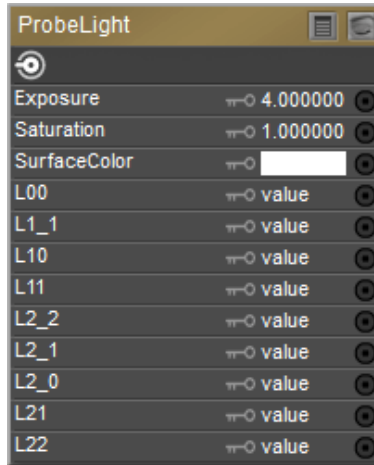 ProbeLight
Exposure 4.000000
Saturation 1.000000
SurfaceColor
L00 value
L1_1 value
L10 value
L11 value
L2_2 value
L2_1 value
L2_0 value
L21 value
L22 value